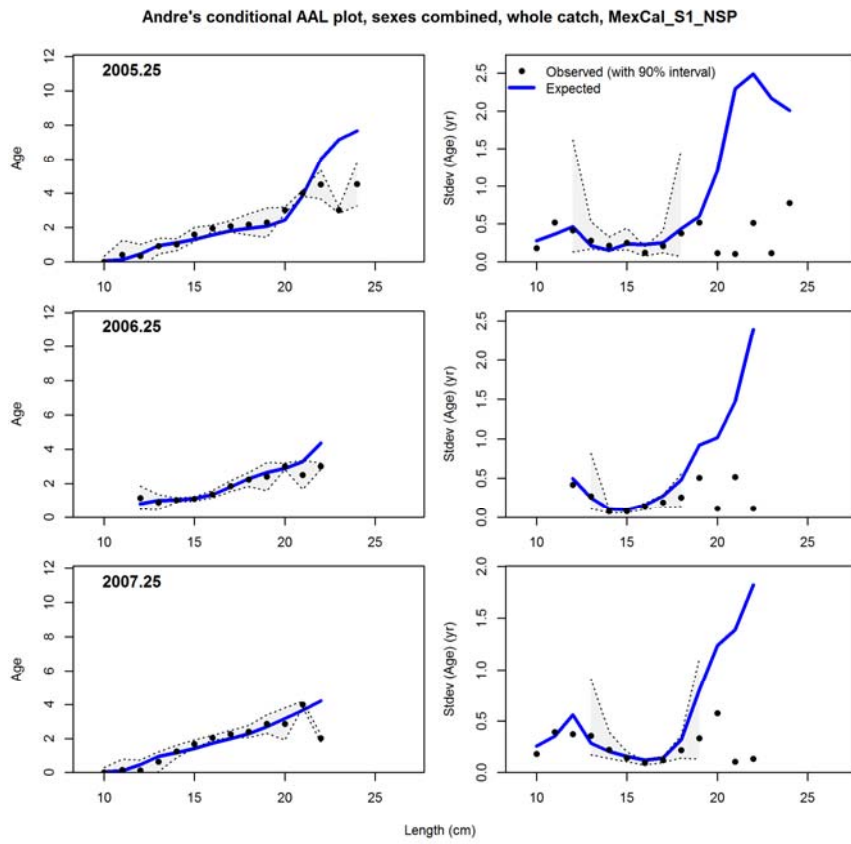 Andre's conditional AAL plot, sexes combined, whole catch, MexCal_S1_NSP
2005.25
Age
0 2 4 6 8 10 12
10 15 20 25
Observed (with 90% interval)
Expected
Stdev (Age) (yr)
0.0 0.5 1.0 1.5 2.0 2.5
10 15 20 25
2006.25
Age
0 2 4 6 8 10 12
10 15 20 25
Stdev (Age) (yr)
0.0 0.5 1.0 1.5 2.0 2.5
10 15 20 25
2007.25
Age
0 2 4 6 8 10 12
10 15 20 25
Stdev (Age) (yr)
0.0 0.5 1.0 1.5 2.0
10 15 20 25
Length (cm)